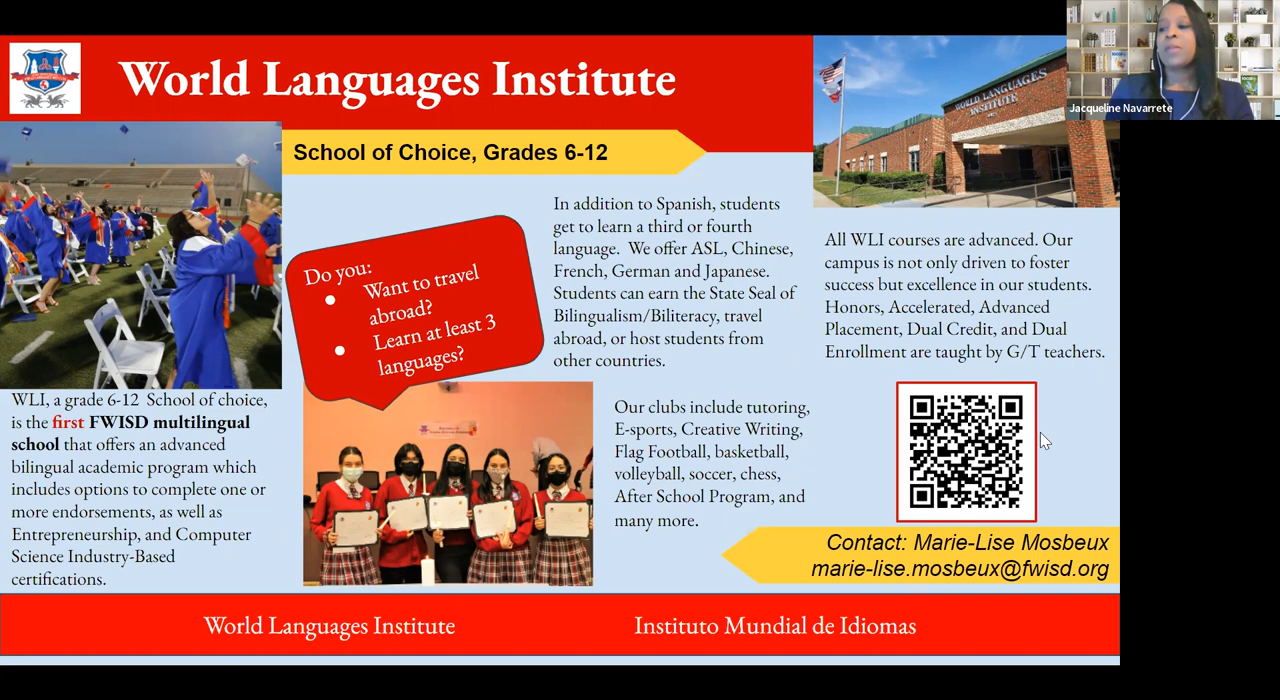 World Languages Institute
School of Choice, Grades 6-12
WORLD LANGUAGES
INSTITUTE
Jacqueline Navarrete
Do you:
● Want to travel
abroad?
● Learn at least 3
languages?
In addition to Spanish, students
get to learn a third or fourth
language. We offer ASL, Chinese,
French, German and Japanese.
Students can earn the State Seal of
Bilingualism/Biliteracy, travel
abroad, or host students from
other countries.
All WLI courses are advanced. Our
campus is not only driven to foster
success but excellence in our students.
Honors, Accelerated, Advanced
Placement, Dual Credit, and Dual
Enrollment are taught by G/T teachers.
WLI, a grade 6-12 School of choice,
is the first FWISD multilingual
school that offers an advanced
bilingual academic program which
includes options to complete one or
more endorsements, as well as
Entrepreneurship, and Computer
Science Industry-Based
certifications.
Our clubs include tutoring,
E-sports, Creative Writing,
Flag Football, basketball,
volleyball, soccer, chess,
After School Program, and
many more.
Contact: Marie-Lise Mosbeux
marie-lise.mosbeux@fwisd.org
World Languages Institute
Instituto Mundial de Idiomas